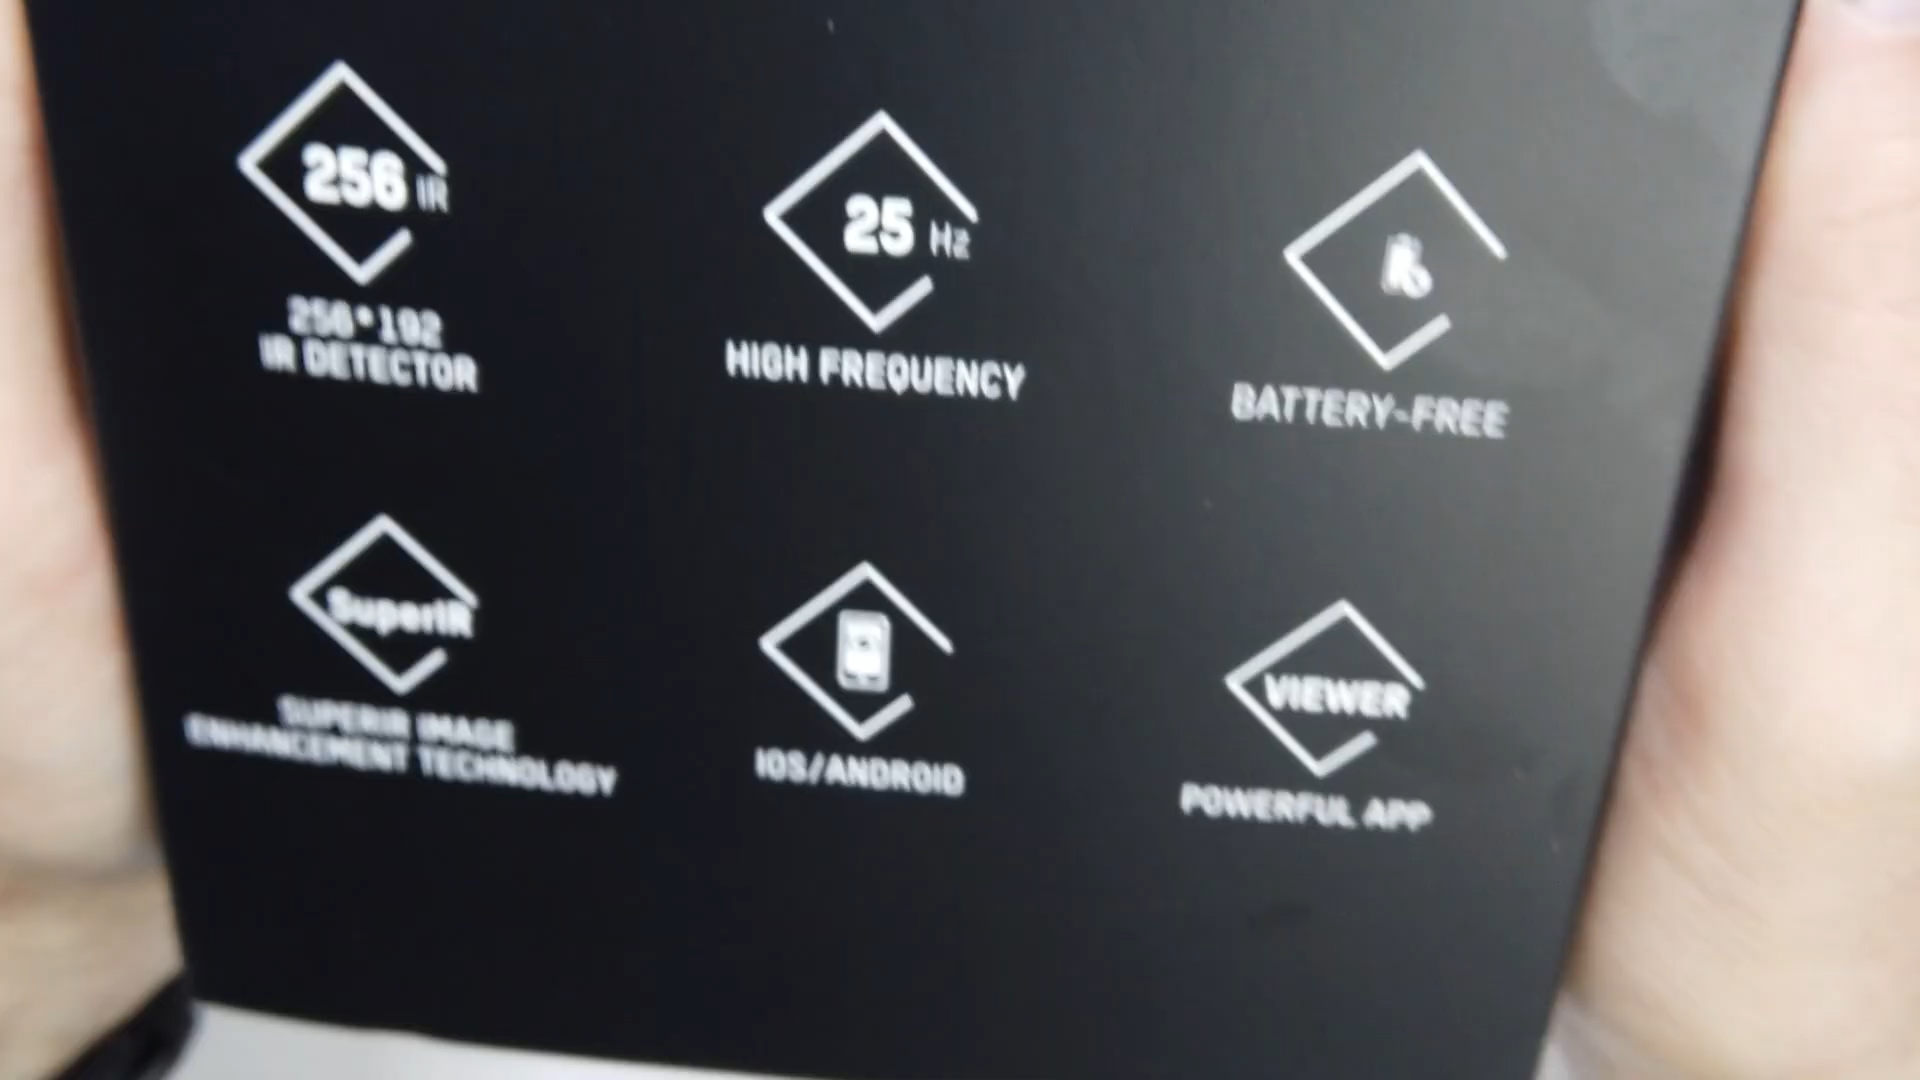 256 IR
256*192
IR DETECTOR
25 Hz
HIGH FREQUENCY
BATTERY-FREE
SuperIR
SUPERIR IMAGE
ENHANCEMENT TECHNOLOGY
IOS/ANDROID
VIEWER
POWERFUL APP